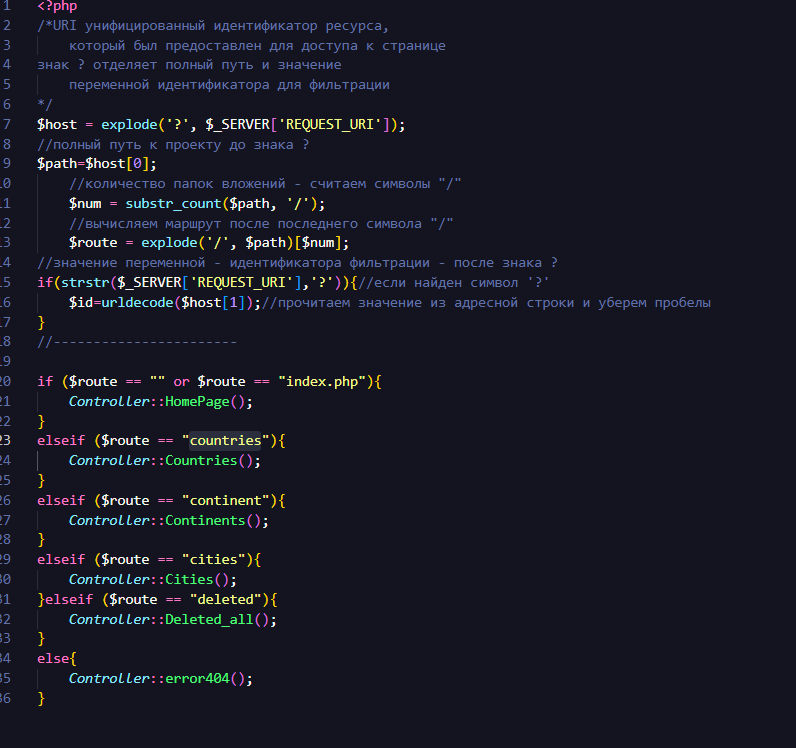 1 <?php
2 /*URI унифицированный идентификатор ресурса,
3 который был предоставлен для доступа к странице
4 знак ? отделяет полный путь и значение
5 переменной идентификатора для фильтрации
6 */
7 $host = explode('?', $_SERVER['REQUEST_URI']);
8 //полный путь к проекту до знака ?
9 $path=$host[0];
10 //количество папок вложений - считаем символы "/"
11 $num = substr_count($path, '/');
12 //вычисляем маршрут после последнего символа "/"
13 $route = explode('/', $path)[$num];
14 //значение переменной - идентификатора фильтрации - после знака ?
15 if(strstr($_SERVER['REQUEST_URI'],'?')){//если найден символ '?'
16 $id=urldecode($host[1]);//прочитаем значение из адресной строки и уберем пробелы
17 }
18 //-----------------------
19
20 if ($route == "" or $route == "index.php"){
21 Controller::HomePage();
22 }
23 elseif ($route == "countries"){
24 Controller::Countries();
25 }
26 elseif ($route == "continent"){
27 Controller::Continents();
28 }
29 elseif ($route == "cities"){
30 Controller::Cities();
31 }elseif ($route == "deleted"){
32 Controller::Deleted_all();
33 }
34 else{
35 Controller::error404();
36 }